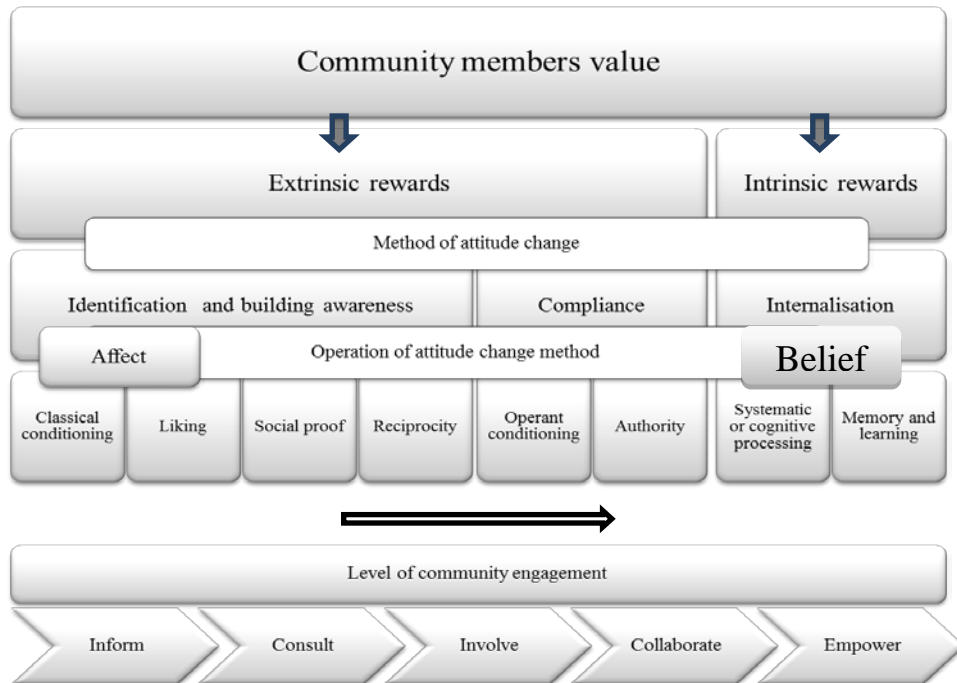 Community members value
Extrinsic rewards
Intrinsic rewards
Method of attitude change
Identification and building awareness
Compliance
Internalisation
Affect
Operation of attitude change method
Belief
Classical
conditioning
Liking
Social proof
Reciprocity
Operant
conditioning
Authority
Systematic
or cognitive
processing
Memory and
learning
Level of community engagement
Inform
Consult
Involve
Collaborate
Empower